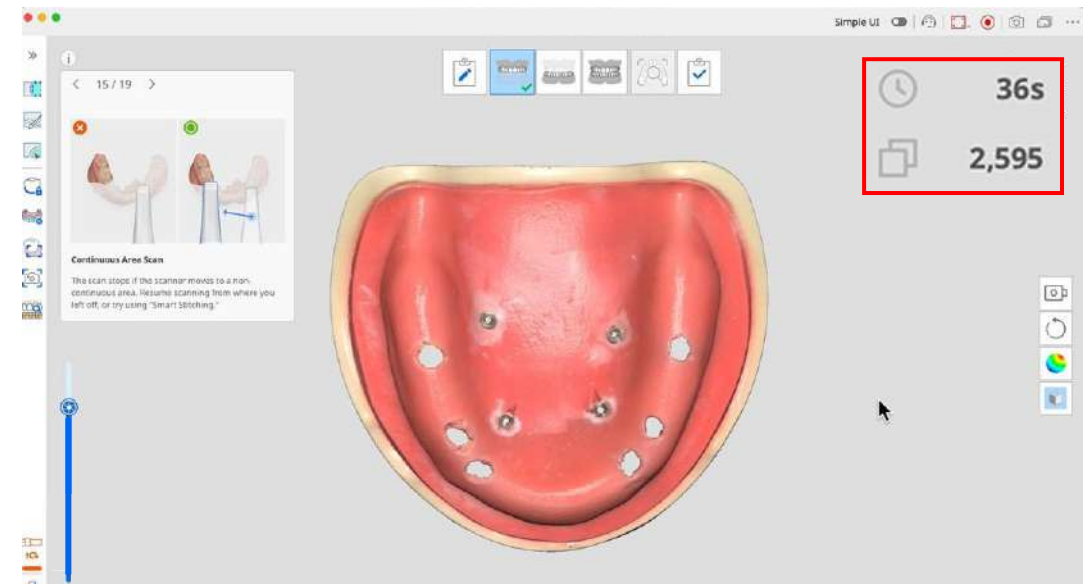 Simple UI
i
15 / 19
36s
2,595
Continuous Area Scan
The scan stops if the scanner moves to a non-
continuous area. Resume scanning from where you
left off, or try using "Smart Stitching."